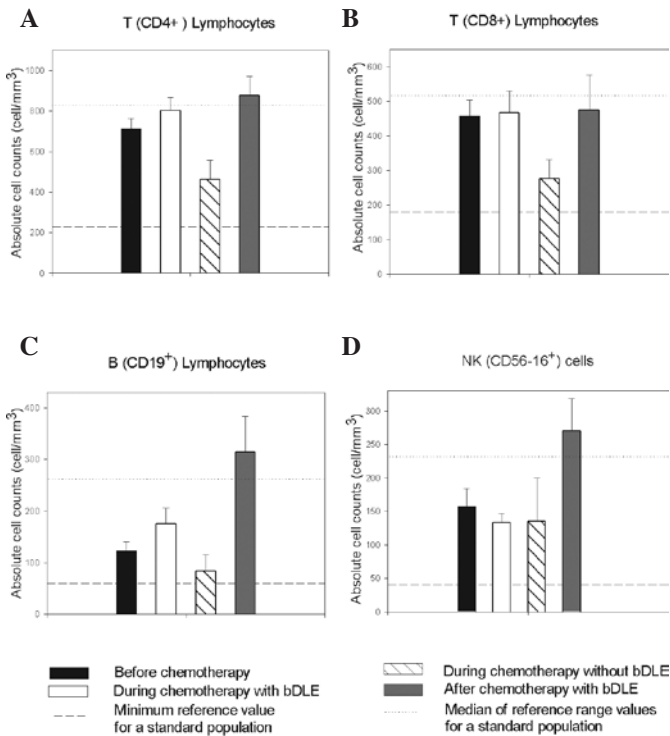 A
T (CD4+ ) Lymphocytes
Absolute cell counts (cell/mm³)
1000
800
600
400
200
0
B
T (CD8+) Lymphocytes
Absolute cell counts (cell/mm³)
600
500
400
300
200
100
0
C
B (CD19⁺) Lymphocytes
Absolute cell counts (cell/mm³)
400
300
200
100
0
D
NK (CD56-16⁺) cells
Absolute cell counts (cell/mm³)
300
250
200
150
100
50
0
Before chemotherapy
During chemotherapy with bDLE
Minimum reference value
for a standard population
During chemotherapy without bDLE
After chemotherapy with bDLE
Median of reference range values
for a standard population